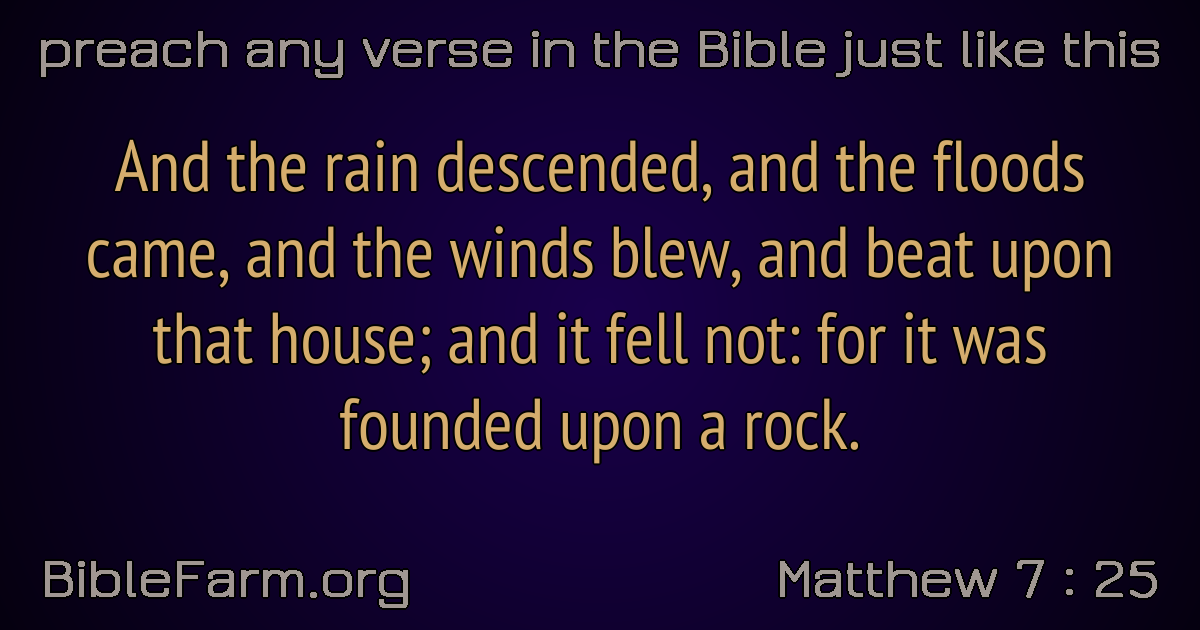 preach any verse in the Bible just like this
And the rain descended, and the floods
came, and the winds blew, and beat upon
that house; and it fell not: for it was
founded upon a rock.
BibleFarm.org
Matthew 7 : 25